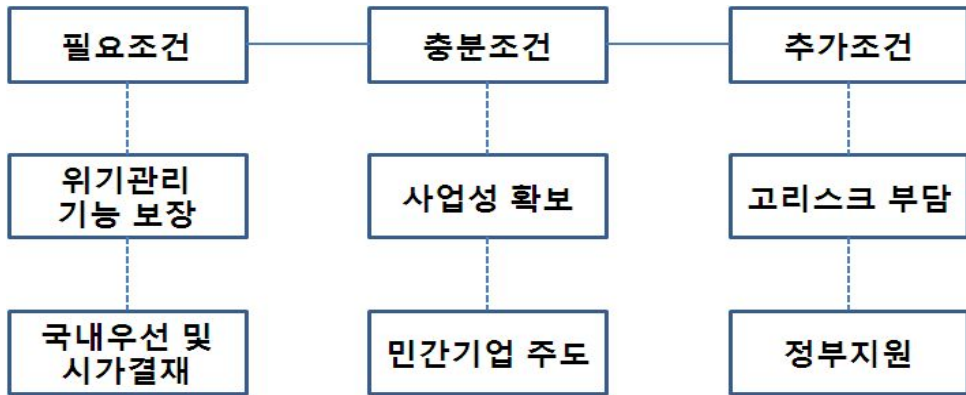 필요조건
충분조건
추가조건
위기관리
기능 보장
사업성 확보
고리스크 부담
국내우선 및
시가결재
민간기업 주도
정부지원